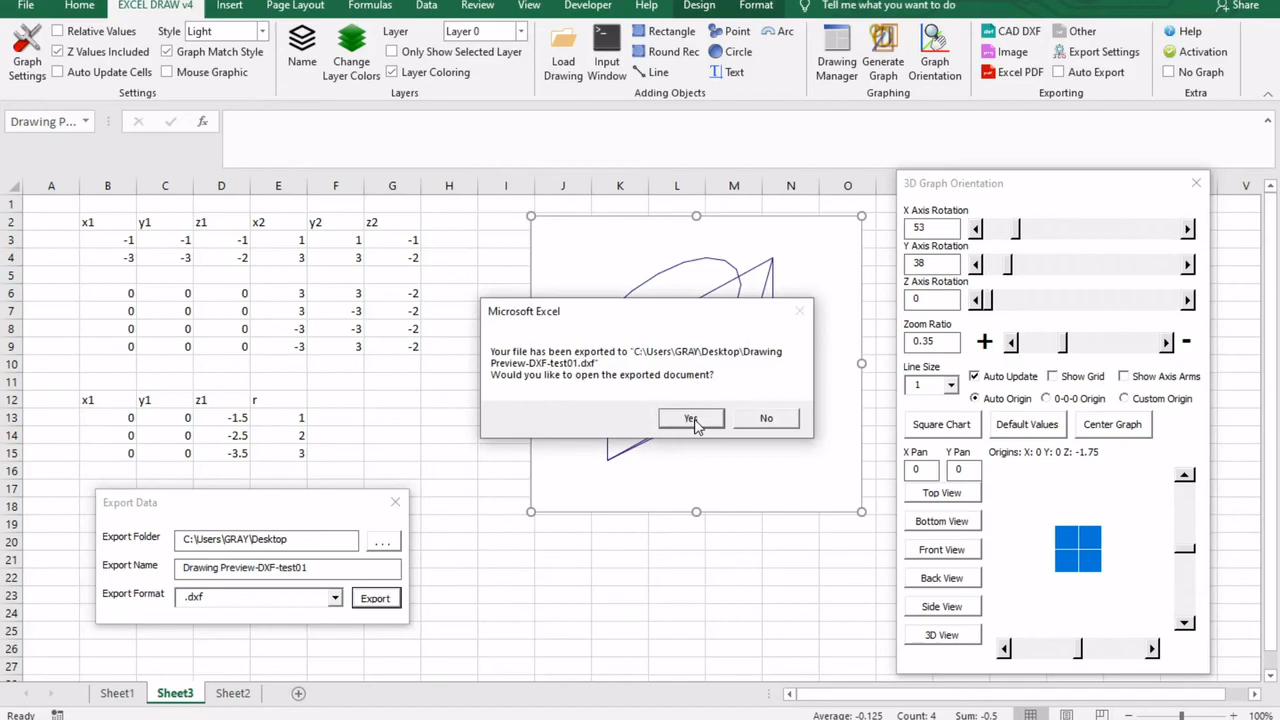 File Home EXCEL DRAW v4 Insert Page Layout Formulas Data Review View Developer Help Design Format Tell me what you want to do Share
Graph Settings
Relative Values
Z Values Included
Auto Update Cells
Style Light
Graph Match Style
Mouse Graphic
Settings
Name
Change Layer Colors
Layer Layer 0
Only Show Selected Layer
Layer Coloring
Layers
Load Drawing
Input Window
Rectangle Point Arc
Round Rec Circle
Line Text
Adding Objects
Drawing Manager
Generate Graph
Graph Orientation
Graphing
CAD DXF Other
Image Export Settings
Excel PDF Auto Export
Exporting
Help
Activation
No Graph
Extra
Drawing P... fx
A B C D E F G H I J K L M N O V
1
2 x1 y1 z1 x2 y2 z2
3 -1 -1 -1 1 1 -1
4 -3 -3 -2 3 3 -2
5
6 0 0 0 3 3 -2
7 0 0 0 3 -3 -2
8 0 0 0 -3 -3 -2
9 0 0 0 -3 3 -2
10
11
12 x1 y1 z1 r
13 0 0 -1.5 1
14 0 0 -2.5 2
15 0 0 -3.5 3
16
17
18
19
20
21
22
23
24
25
26
27
Microsoft Excel
Your file has been exported to "C:\Users\GRAY\Desktop\Drawing
Preview-DXF-test01.dxf"
Would you like to open the exported document?
Yes No
Export Data
Export Folder C:\Users\GRAY\Desktop ...
Export Name Drawing Preview-DXF-test01
Export Format .dxf Export
3D Graph Orientation
X Axis Rotation
53
Y Axis Rotation
38
Z Axis Rotation
0
Zoom Ratio
0.35 + -
Line Size
1 Auto Update Show Grid Show Axis Arms
Auto Origin 0-0-0 Origin Custom Origin
Square Chart Default Values Center Graph
X Pan Y Pan Origins: X: 0 Y: 0 Z: -1.75
0 0
Top View
Bottom View
Front View
Back View
Side View
3D View
Sheet1 Sheet3 Sheet2
Ready Average: -0.125 Count: 4 Sum: -0.5 100%